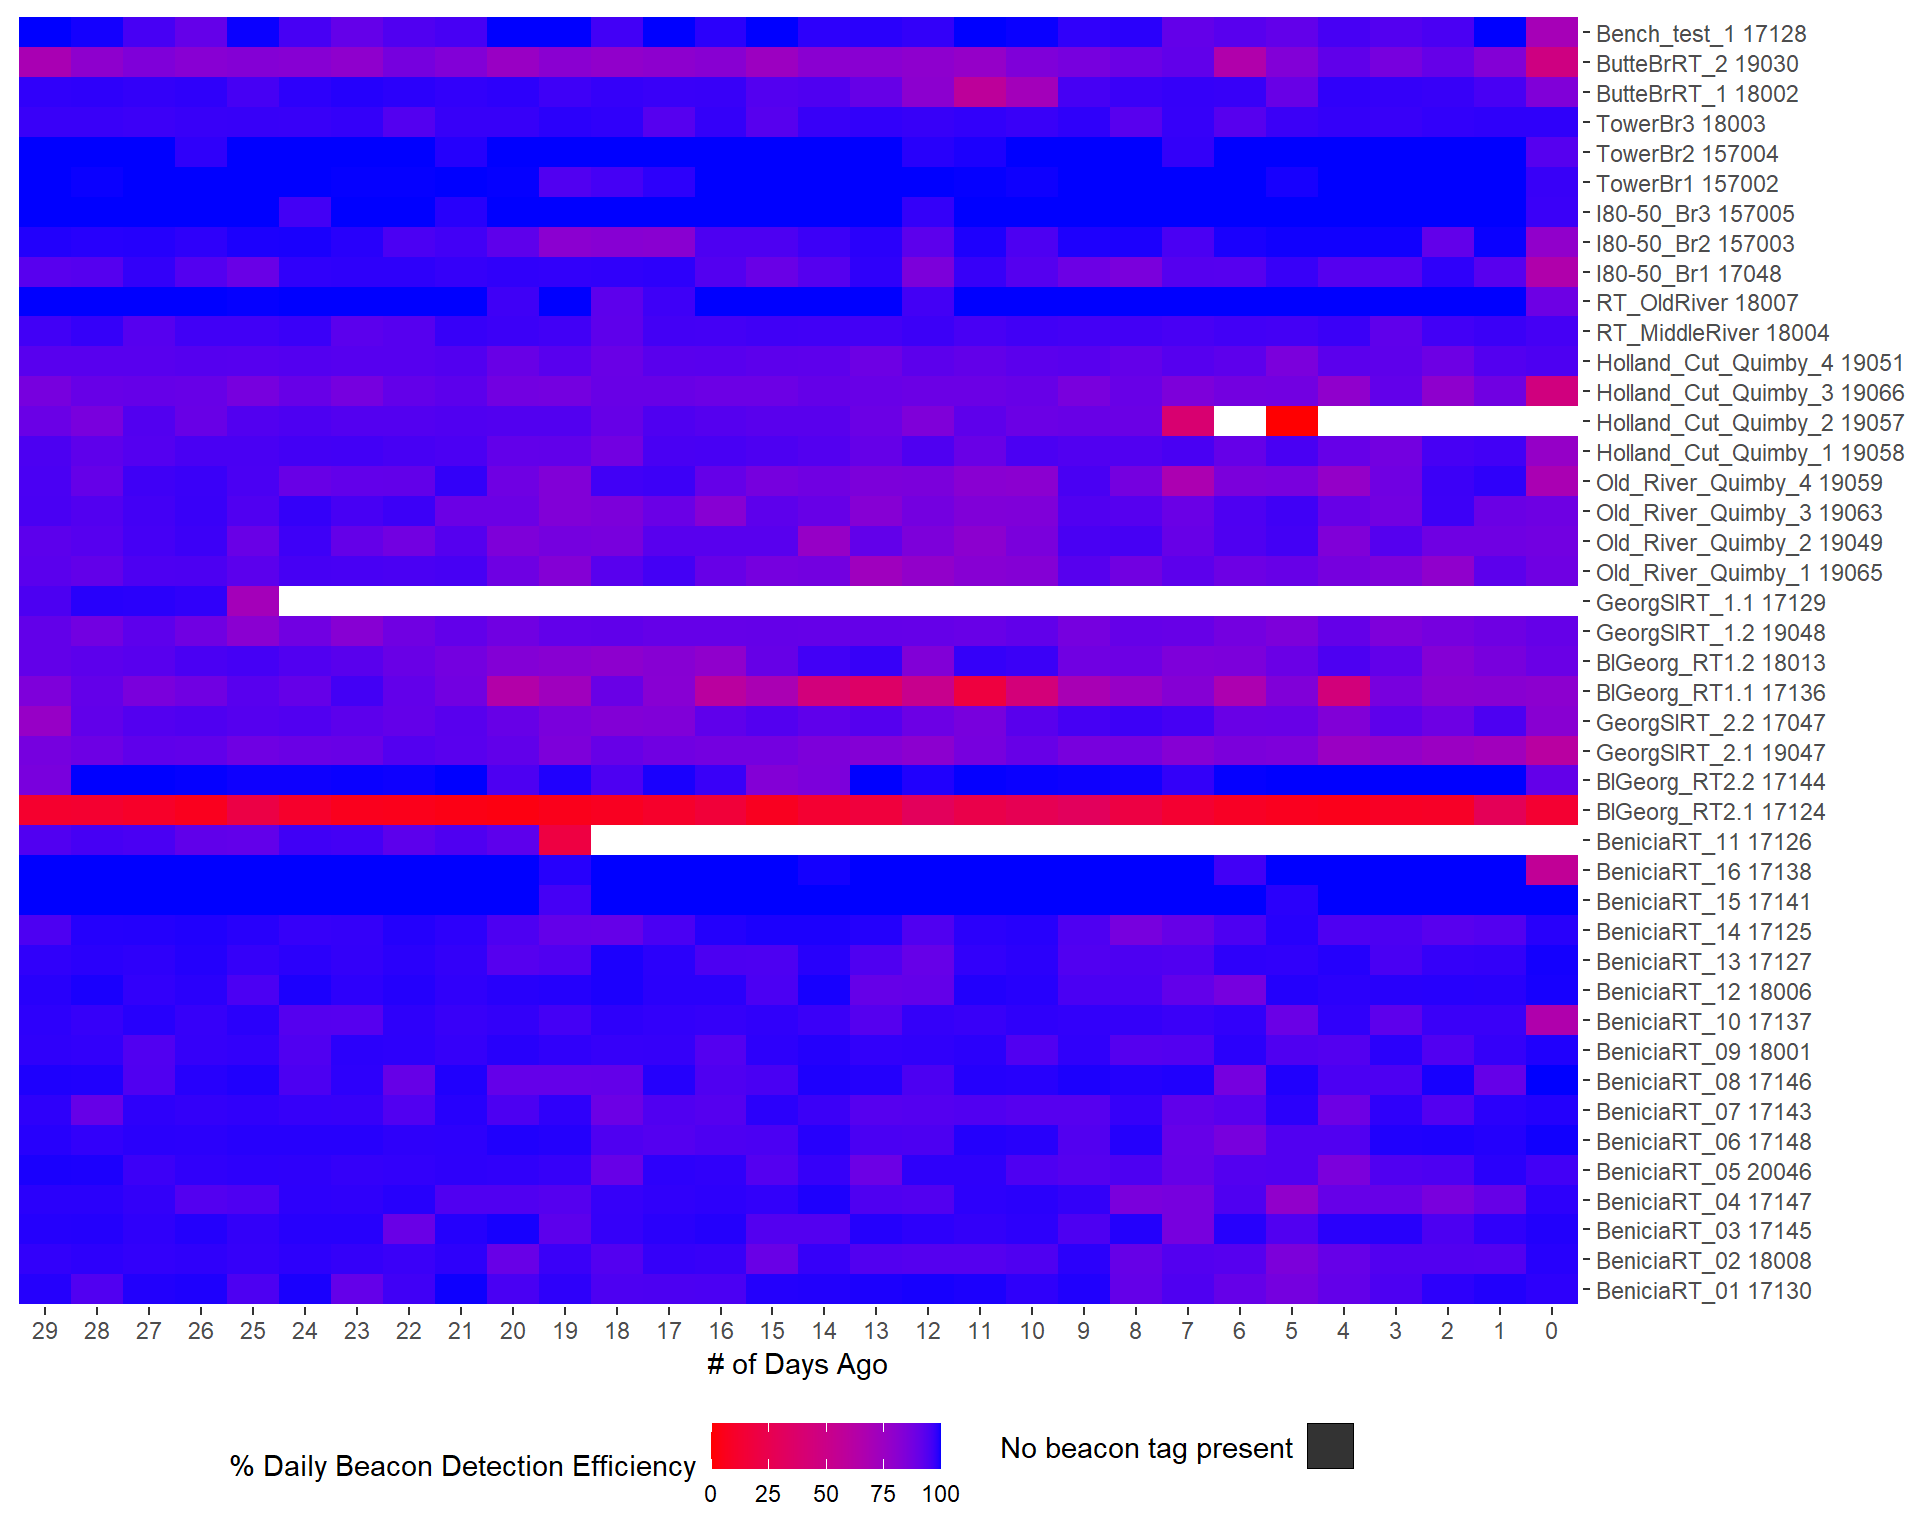 Bench_test_1 17128
ButteBrRT_2 19030
ButteBrRT_1 18002
TowerBr3 18003
TowerBr2 157004
TowerBr1 157002
I80-50_Br3 157005
I80-50_Br2 157003
I80-50_Br1 17048
RT_OldRiver 18007
RT_MiddleRiver 18004
Holland_Cut_Quimby_4 19051
Holland_Cut_Quimby_3 19066
Holland_Cut_Quimby_2 19057
Holland_Cut_Quimby_1 19058
Old_River_Quimby_4 19059
Old_River_Quimby_3 19063
Old_River_Quimby_2 19049
Old_River_Quimby_1 19065
GeorgSlRT_1.1 17129
GeorgSlRT_1.2 19048
BlGeorg_RT1.2 18013
BlGeorg_RT1.1 17136
GeorgSlRT_2.2 17047
GeorgSlRT_2.1 19047
BlGeorg_RT2.2 17144
BlGeorg_RT2.1 17124
BeniciaRT_11 17126
BeniciaRT_16 17138
BeniciaRT_15 17141
BeniciaRT_14 17125
BeniciaRT_13 17127
BeniciaRT_12 18006
BeniciaRT_10 17137
BeniciaRT_09 18001
BeniciaRT_08 17146
BeniciaRT_07 17143
BeniciaRT_06 17148
BeniciaRT_05 20046
BeniciaRT_04 17147
BeniciaRT_03 17145
BeniciaRT_02 18008
BeniciaRT_01 17130
29 28 27 26 25 24 23 22 21 20 19 18 17 16 15 14 13 12 11 10 9 8 7 6 5 4 3 2 1 0
# of Days Ago
% Daily Beacon Detection Efficiency
0 25 50 75 100
No beacon tag present